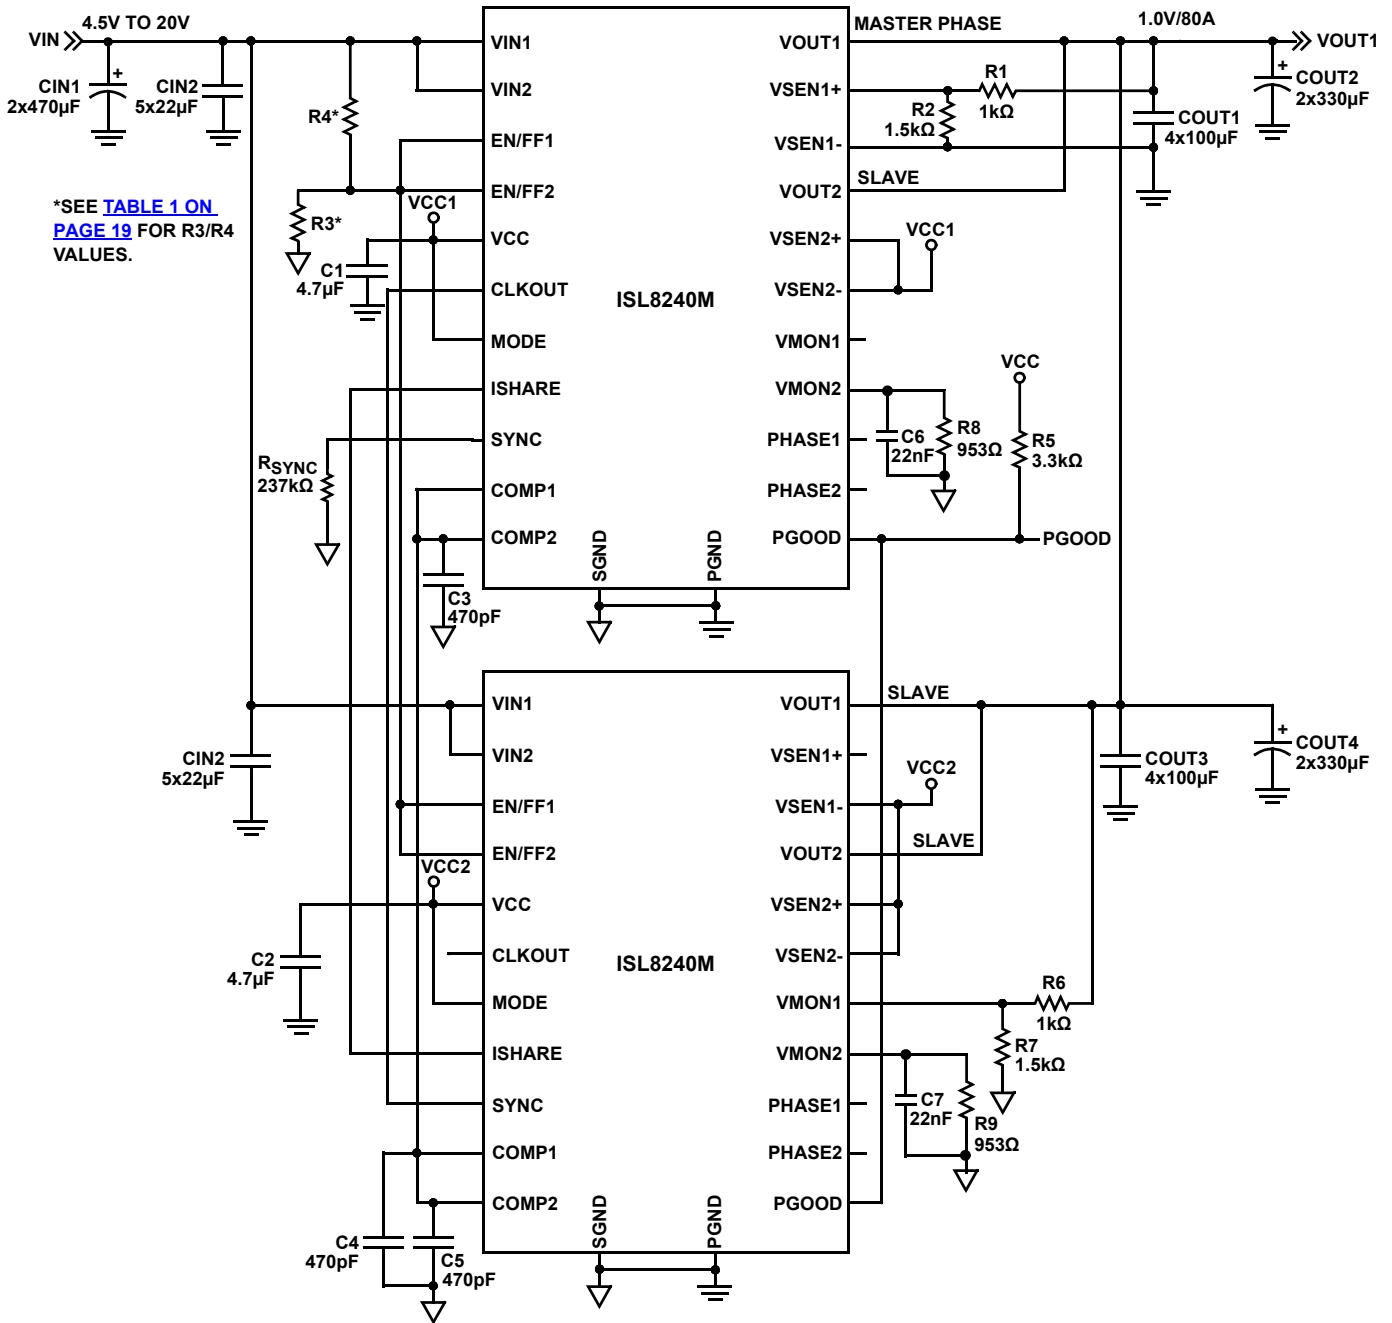 4.5V TO 20V
VIN
CIN1
2x470µF
CIN2
5x22µF
R4*
R3*
*SEE TABLE 1 ON
PAGE 19 FOR R3/R4
VALUES.
VCC1
C1
4.7µF
RSYNC
237kΩ
C3
470pF
VIN1
VIN2
EN/FF1
EN/FF2
VCC
CLKOUT
MODE
ISHARE
SYNC
COMP1
COMP2
ISL8240M
SGND
PGND
VOUT1
VSEN1+
VSEN1-
VOUT2
VSEN2+
VSEN2-
VMON1
VMON2
PHASE1
PHASE2
PGOOD
MASTER PHASE
1.0V/80A
VOUT1
R1
1kΩ
R2
1.5kΩ
COUT1
4x100µF
COUT2
2x330µF
SLAVE
VCC1
VCC
C6
22nF
R8
953Ω
R5
3.3kΩ
PGOOD
CIN2
5x22µF
VCC2
C2
4.7µF
C4
470pF
C5
470pF
VIN1
VIN2
EN/FF1
EN/FF2
VCC
CLKOUT
MODE
ISHARE
SYNC
COMP1
COMP2
ISL8240M
SGND
PGND
VOUT1
VSEN1+
VSEN1-
VOUT2
VSEN2+
VSEN2-
VMON1
VMON2
PHASE1
PHASE2
PGOOD
SLAVE
VCC2
SLAVE
COUT3
4x100µF
COUT4
2x330µF
R6
1kΩ
R7
1.5kΩ
C7
22nF
R9
953Ω